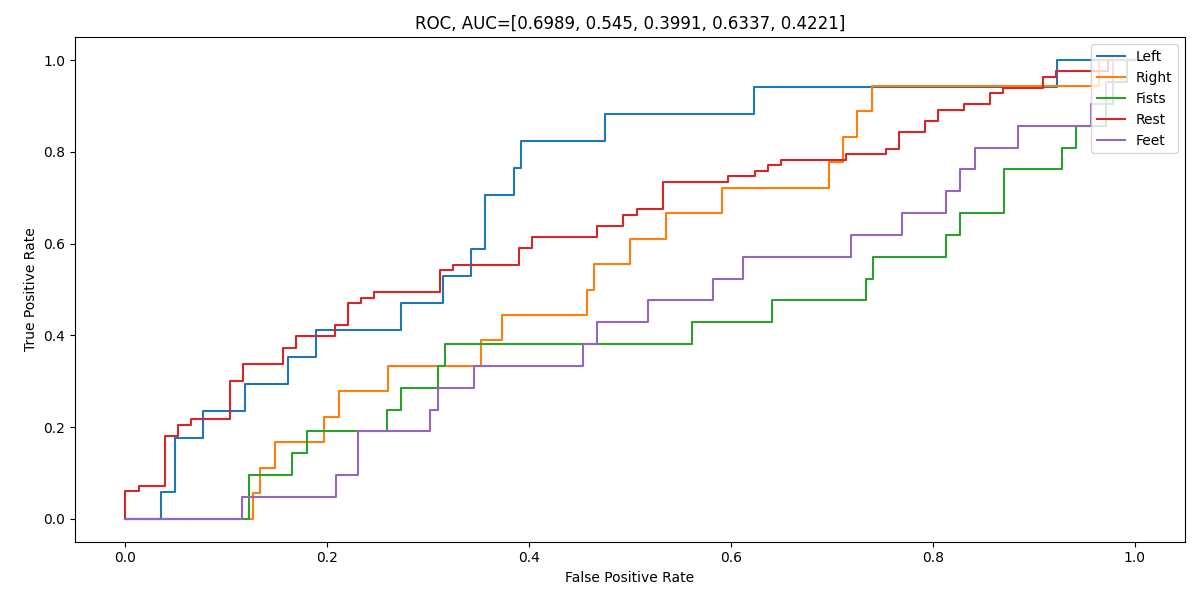 ROC, AUC=[0.6989, 0.545, 0.3991, 0.6337, 0.4221]
True Positive Rate
1.0
0.8
0.6
0.4
0.2
0.0
Left
Right
Fists
Rest
Feet
0.0 0.2 0.4 0.6 0.8 1.0
False Positive Rate